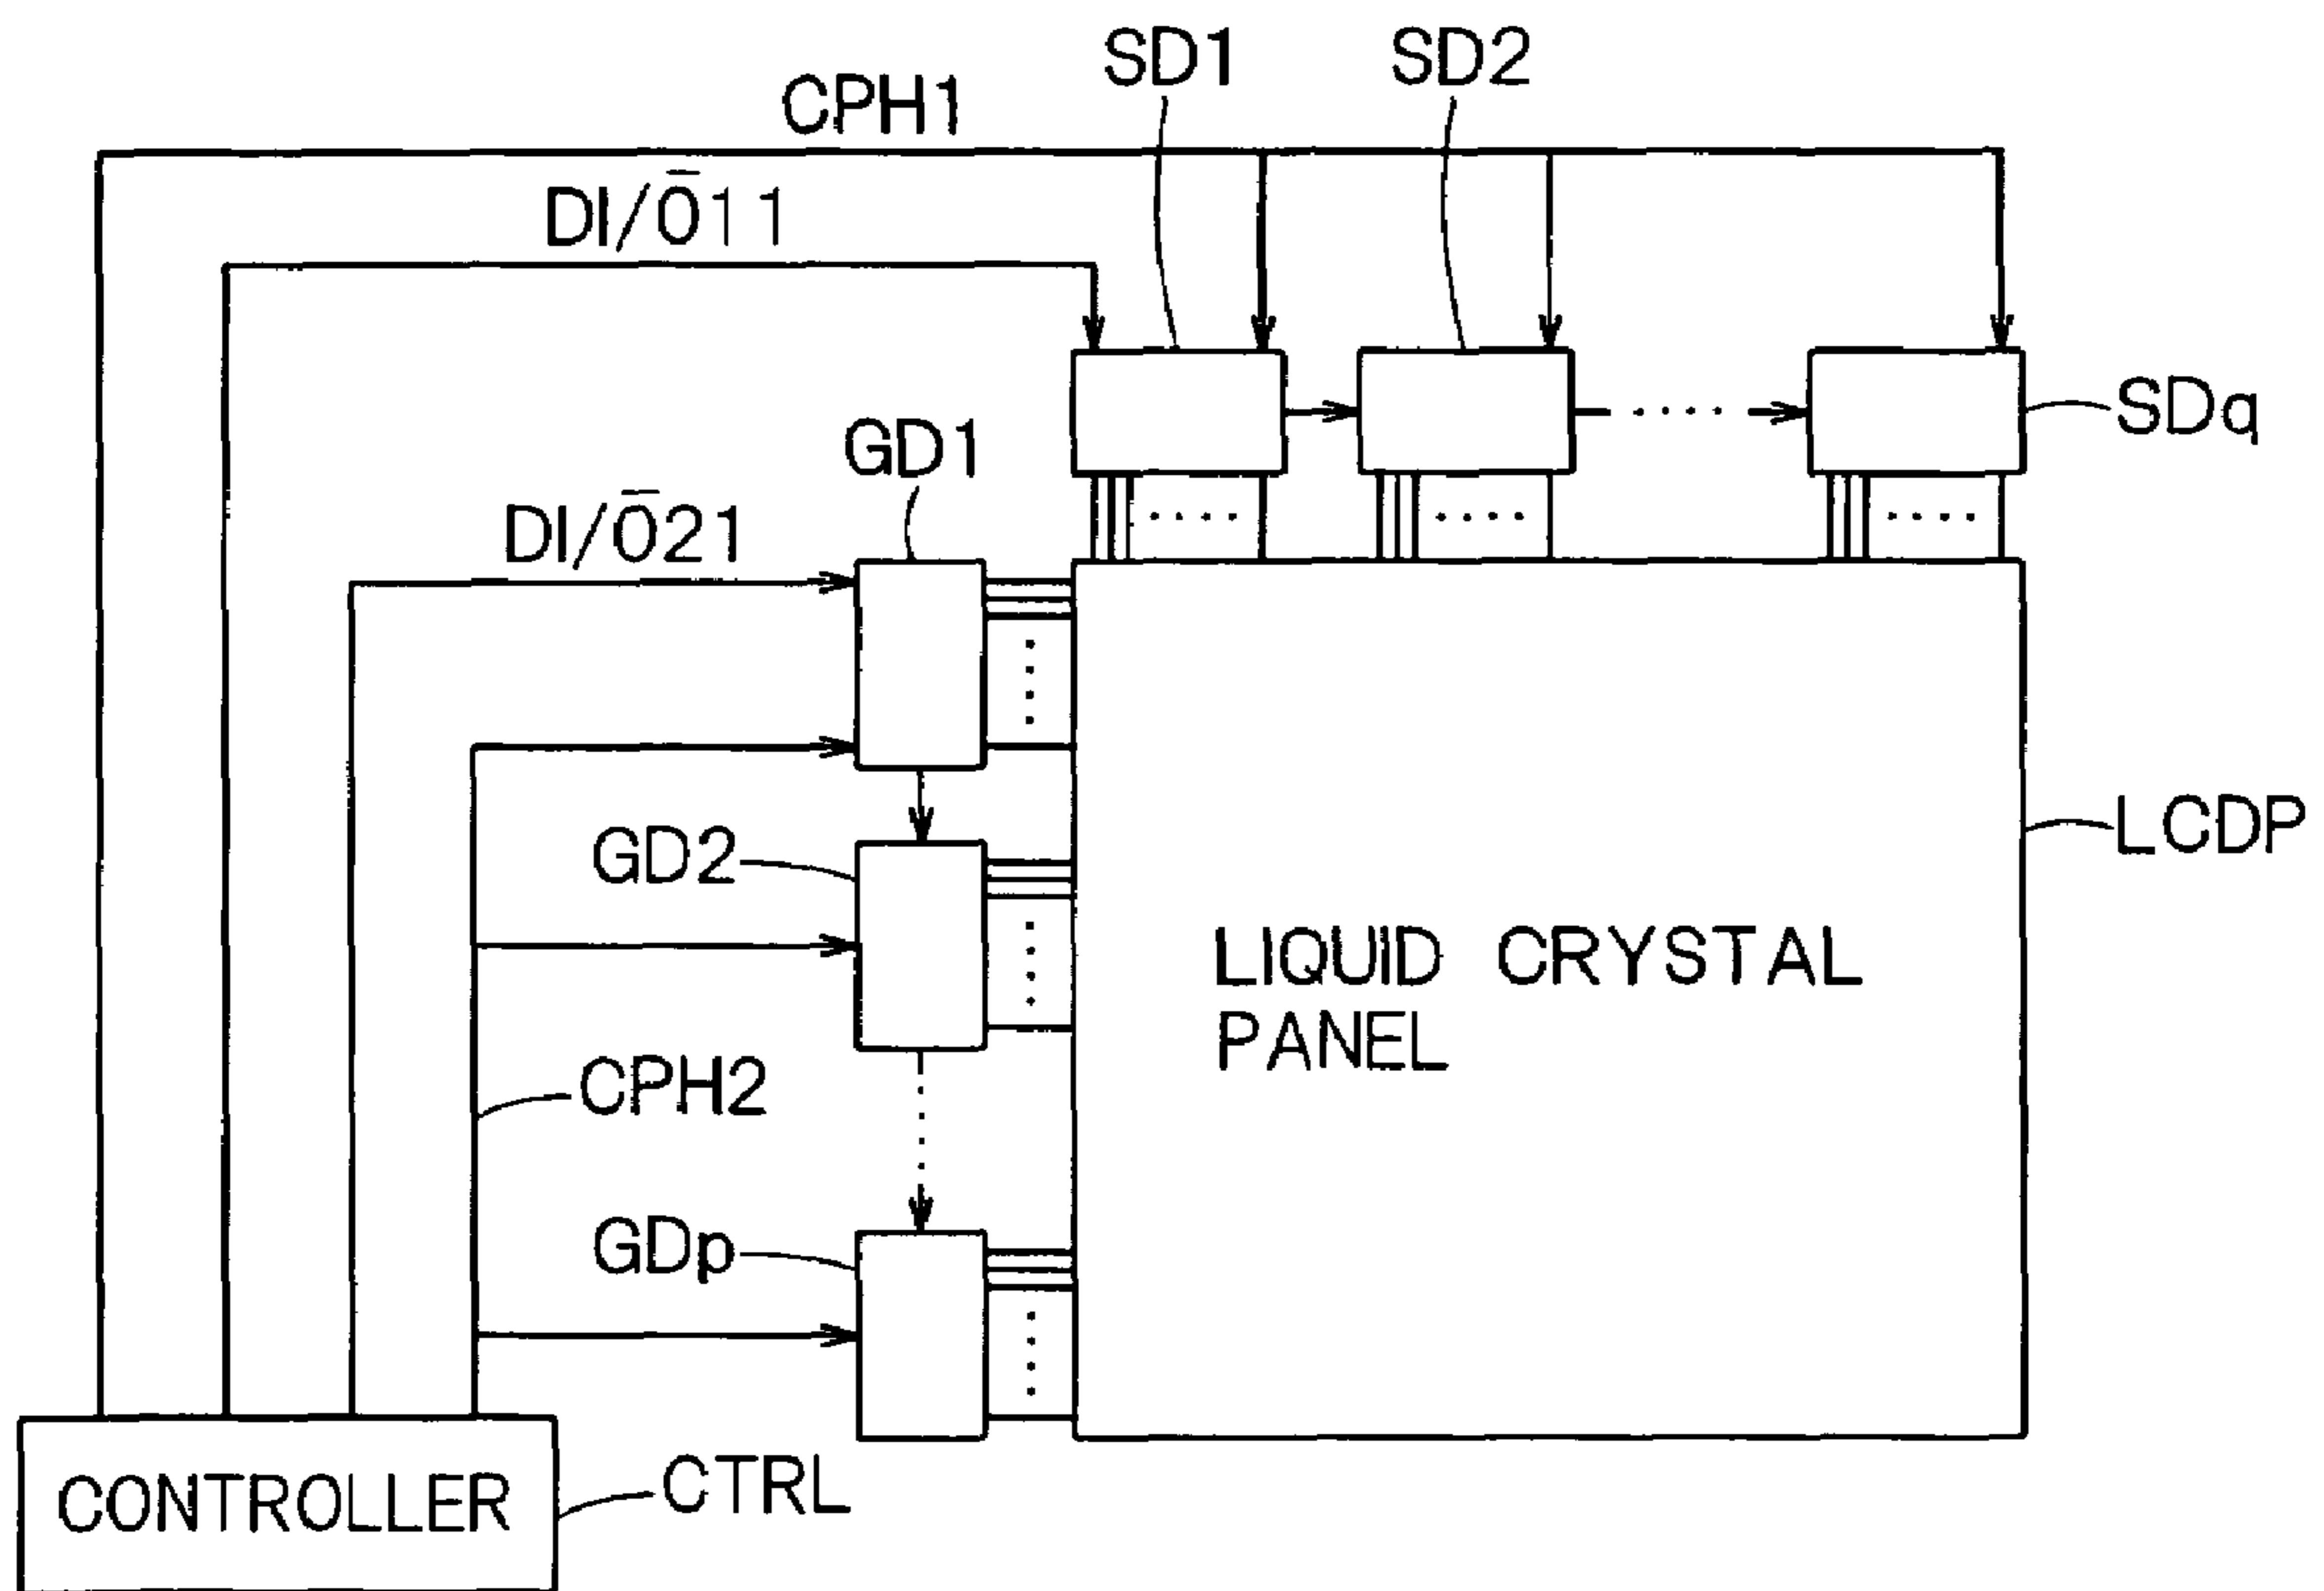 SD1
SD2
CPH1
DI/Ō11
SDq
GD1
DI/Ō21
GD2
LCDP
LIQUID CRYSTAL
PANEL
CPH2
GDp
CTRL
CONTROLLER